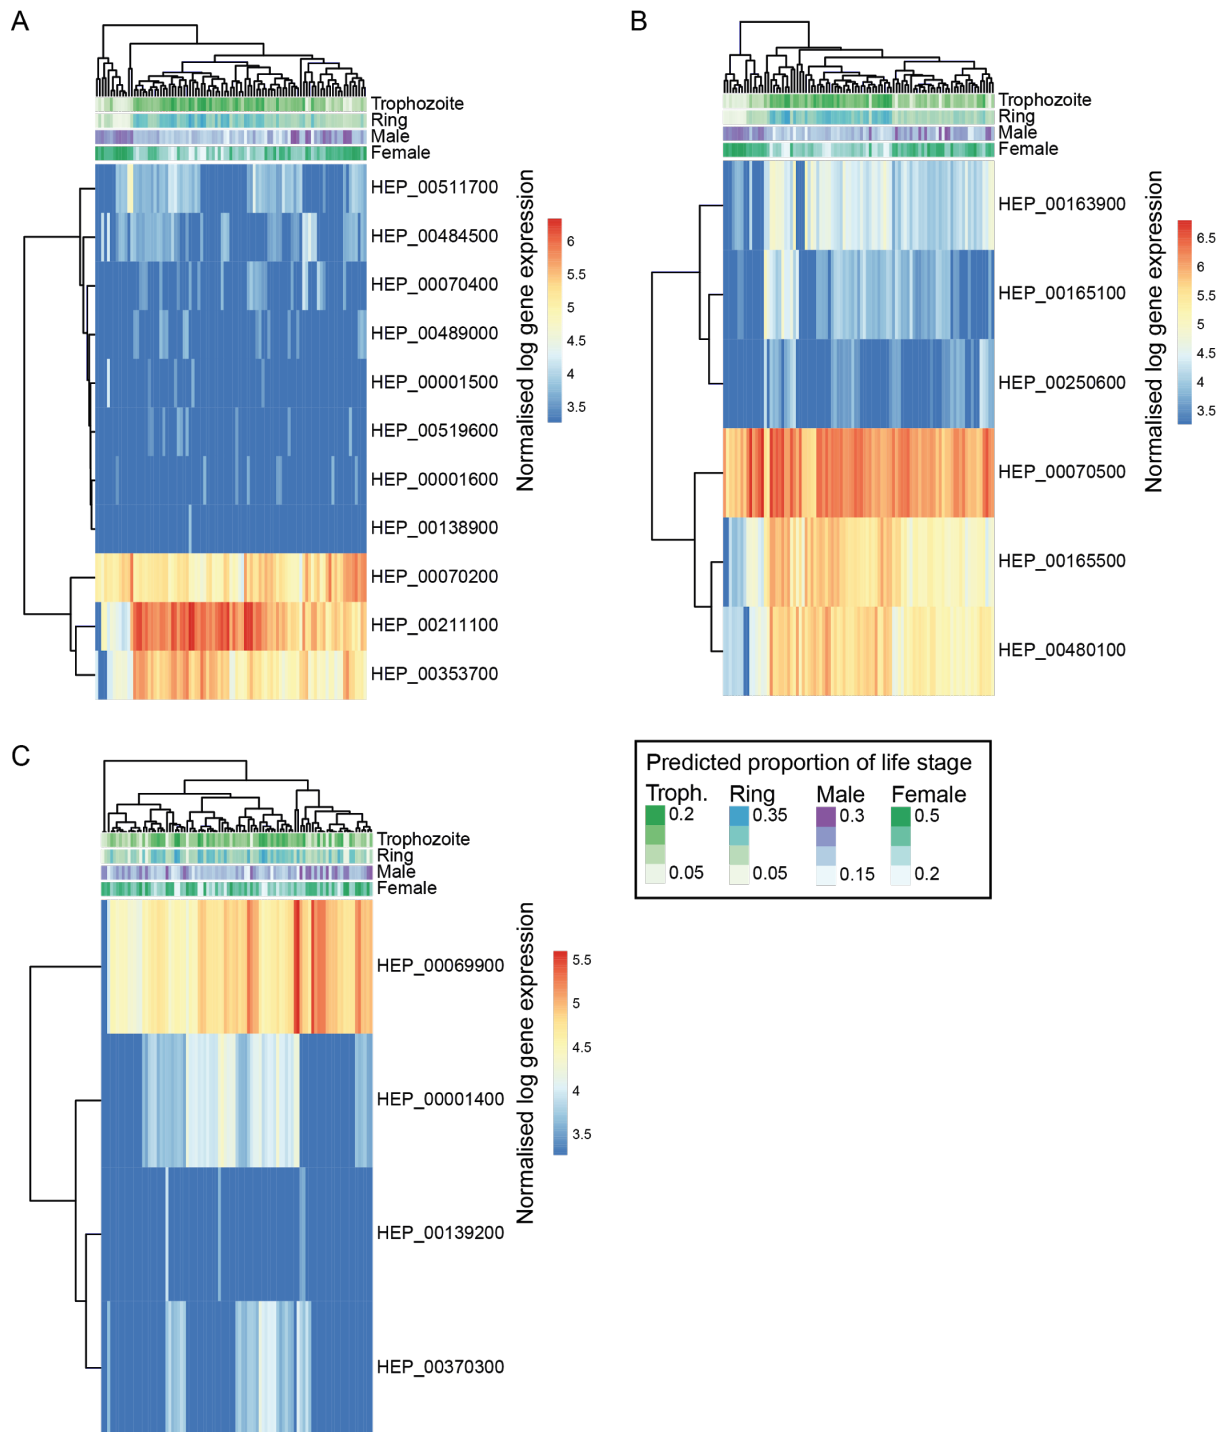 A
Trophozoite
Ring
Male
Female
HEP_00511700
HEP_00484500
HEP_00070400
HEP_00489000
HEP_00001500
HEP_00519600
HEP_00001600
HEP_00138900
HEP_00070200
HEP_00211100
HEP_00353700
Normalised log gene expression
6
5.5
5
4.5
4
3.5
B
Trophozoite
Ring
Male
Female
HEP_00163900
HEP_00165100
HEP_00250600
HEP_00070500
HEP_00165500
HEP_00480100
Normalised log gene expression
6.5
6
5.5
5
4.5
4
3.5
C
Trophozoite
Ring
Male
Female
HEP_00069900
HEP_00001400
HEP_00139200
HEP_00370300
Normalised log gene expression
5.5
5
4.5
4
3.5
Predicted proportion of life stage
Troph. Ring Male Female
0.2 0.35 0.3 0.5
0.05 0.05 0.15 0.2